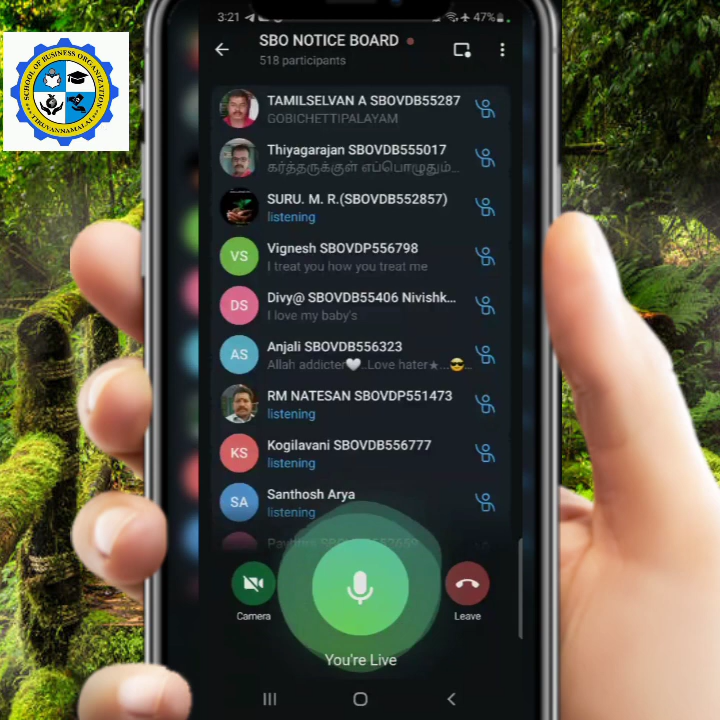 3:21
47%
SCHOOL OF BUSINESS ORGANIZATION
TIRUVANNAMALAI
SBO NOTICE BOARD
518 participants
TAMILSELVAN A SBOVDB55287
GOBICHETTIPALAYAM
Thiyagarajan SBOVDB555017
கர்த்தருக்குள் எப்பொழுதும்...
SURU. M. R.(SBOVDB552857)
listening
VS
Vignesh SBOVDP556798
I treat you how you treat me
DS
Divy@ SBOVDB55406 Nivishk...
I love my baby's
AS
Anjali SBOVDB556323
Allah addicter🤍...Love hater★...😎...
RM NATESAN SBOVDP551473
listening
KS
Kogilavani SBOVDB556777
listening
SA
Santhosh Arya
listening
Camera
Leave
You're Live